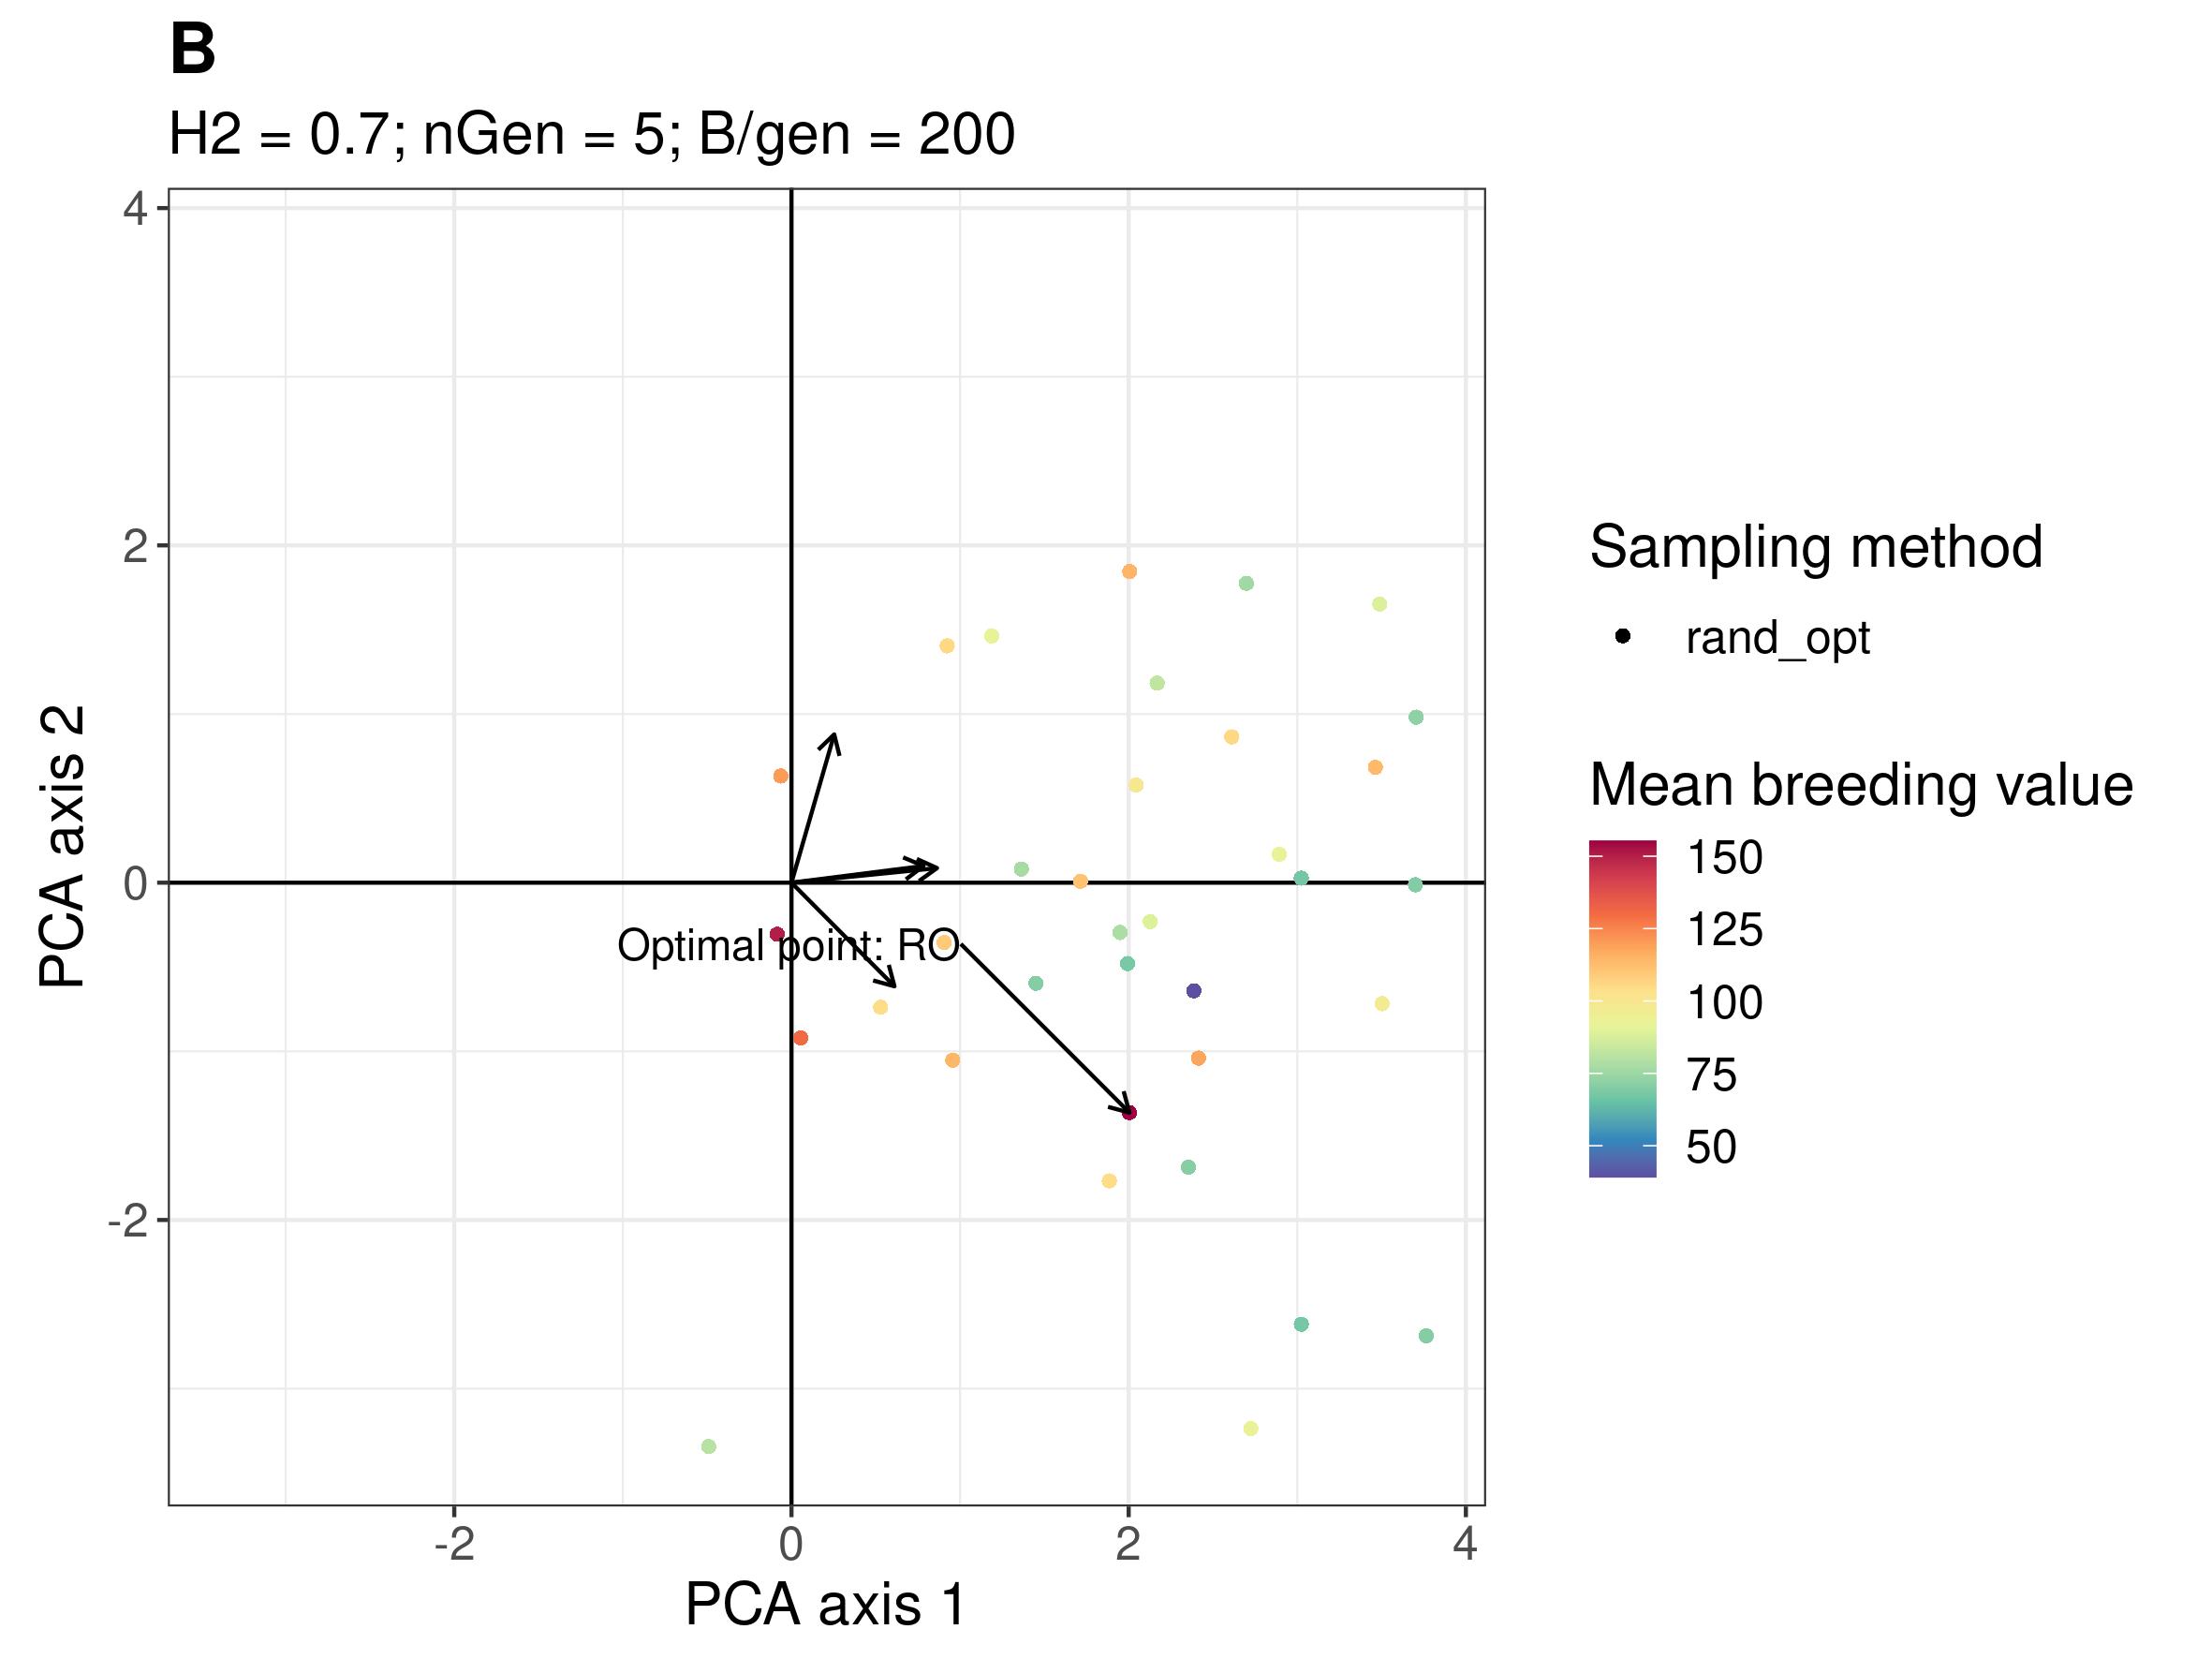 B
H2 = 0.7; nGen = 5; B/gen = 200
4
2
0
-2
PCA axis 2
Optimal point: RO
-2 0 2 4
PCA axis 1
Sampling method
rand_opt
Mean breeding value
150
125
100
75
50